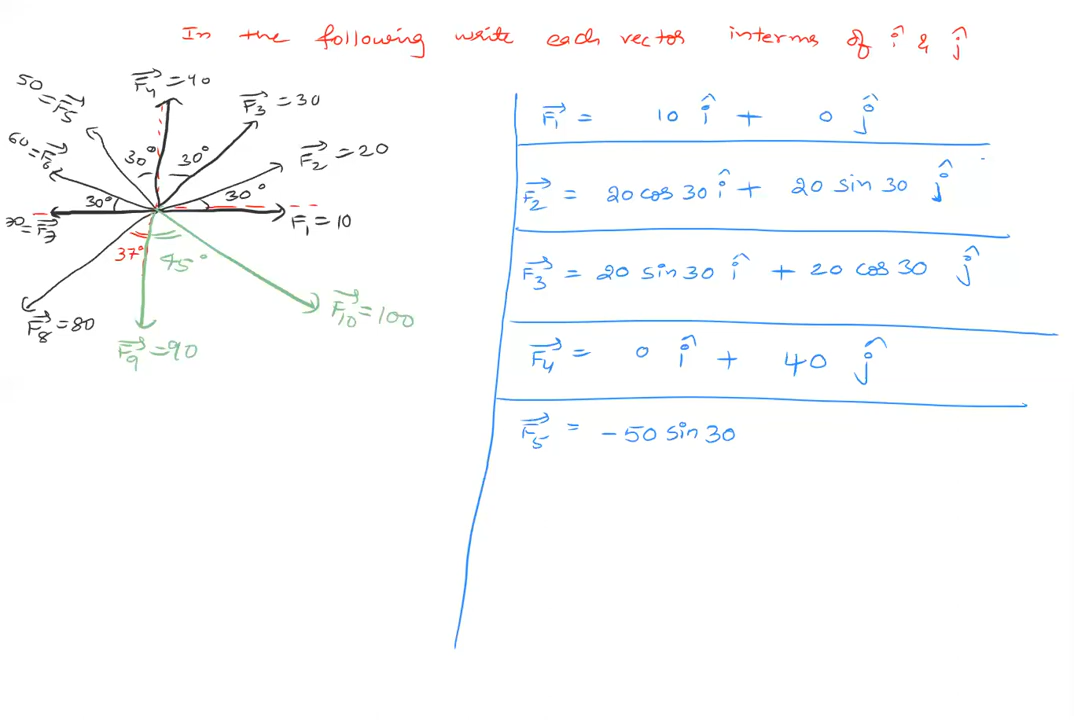 In the following write each vector interms of î & ĵ
F₄⃗ = 40
50 = F₅⃗
F₃⃗ = 30
60 = F₆⃗
30°
30°
F₂⃗ = 20
30°
30°
= F₇⃗
F₁⃗ = 10
37°
45°
F₈⃗ = 80
F₁₀⃗ = 100
F₉⃗ = 90
F₁⃗ = 10 î + 0 ĵ
F₂⃗ = 20 cos 30 î + 20 sin 30 ĵ
F₃⃗ = 20 sin 30 î + 20 cos 30 ĵ
F₄⃗ = 0 î + 40 ĵ
F₅⃗ = - 50 sin 30